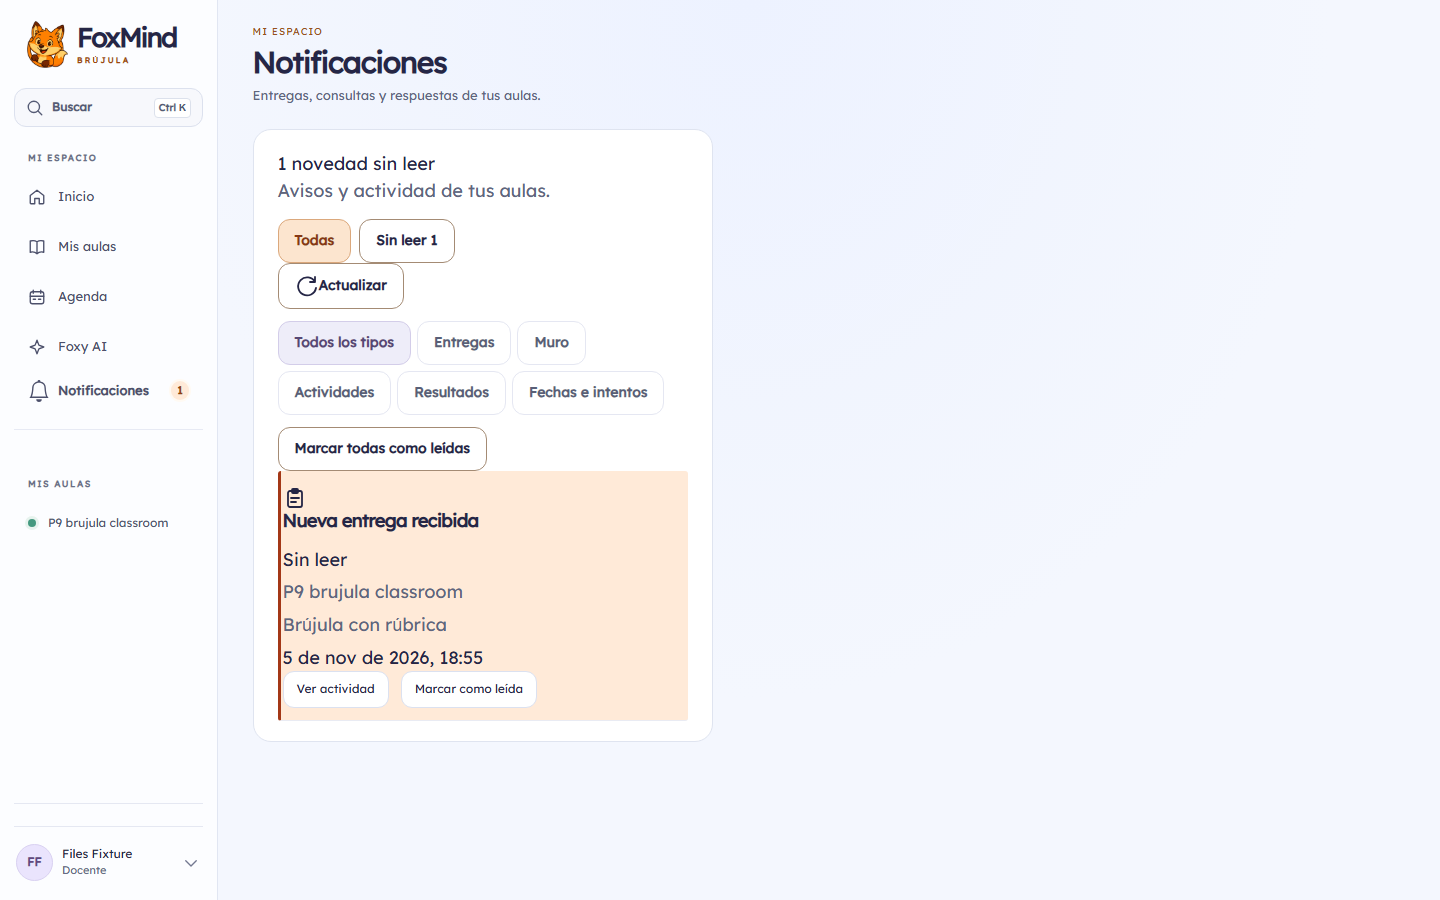 FoxMind
BRÚJULA
Buscar
Ctrl K
MI ESPACIO
Inicio
Mis aulas
Agenda
Foxy AI
Notificaciones
1
MIS AULAS
P9 brujula classroom
FF
Files Fixture
Docente
MI ESPACIO
Notificaciones
Entregas, consultas y respuestas de tus aulas.
1 novedad sin leer
Avisos y actividad de tus aulas.
Todas
Sin leer 1
Actualizar
Todos los tipos
Entregas
Muro
Actividades
Resultados
Fechas e intentos
Marcar todas como leídas
Nueva entrega recibida
Sin leer
P9 brujula classroom
Brújula con rúbrica
5 de nov de 2026, 18:55
Ver actividad
Marcar como leída